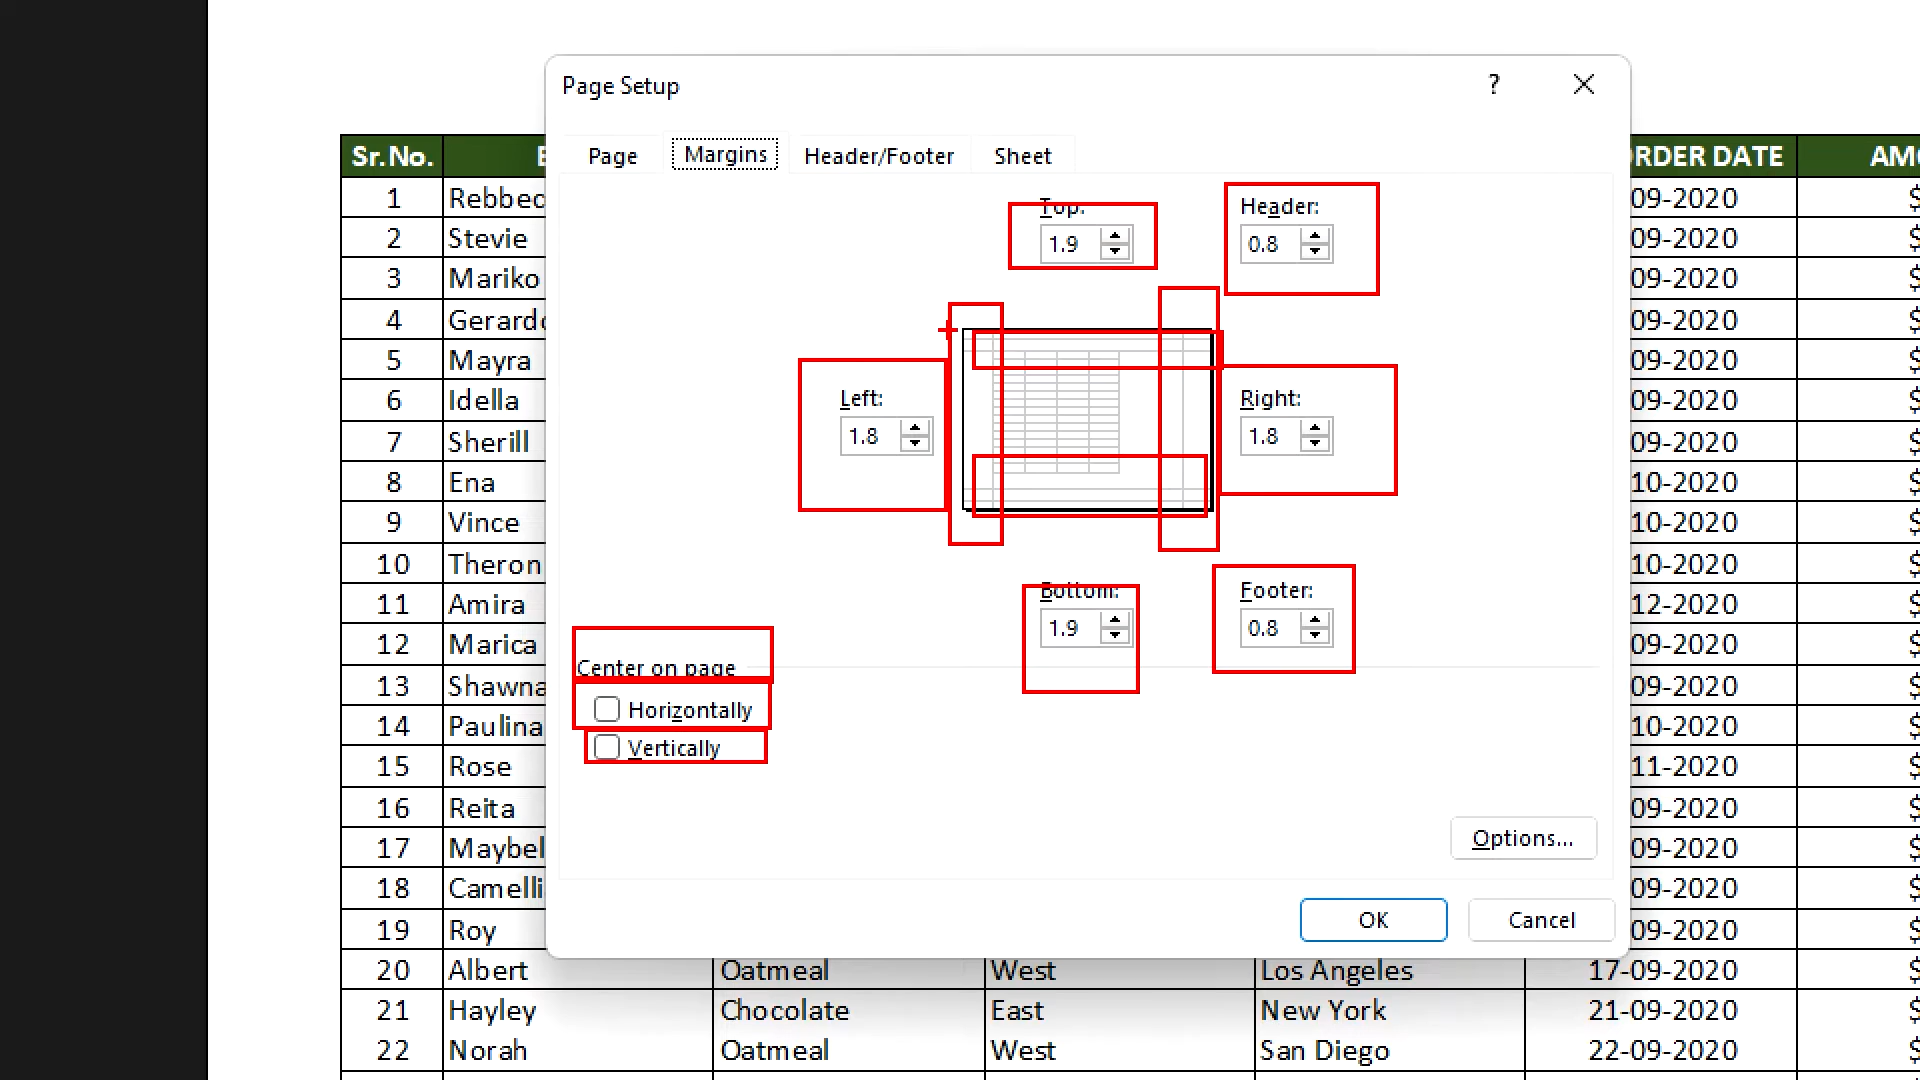 Page Setup ?
Page Margins Header/Footer Sheet
Top: Header:
1.9 0.8
Left: Right:
1.8 1.8
Bottom: Footer:
1.9 0.8
Center on page
Horizontally
Vertically
Options...
OK Cancel
Sr.No. RDER DATE
1 Rebbec 09-2020 $
2 Stevie 09-2020 $
3 Mariko 09-2020 $
4 Gerard 09-2020 $
5 Mayra 09-2020 $
6 Idella 09-2020 $
7 Sherill 09-2020 $
8 Ena 10-2020 $
9 Vince 10-2020 $
10 Theron 10-2020 $
11 Amira 12-2020 $
12 Marica 09-2020 $
13 Shawna 09-2020 $
14 Paulina 10-2020 $
15 Rose 11-2020 $
16 Reita 09-2020 $
17 Maybel 09-2020 $
18 Camelli 09-2020 $
19 Roy 09-2020 $
20 Albert Oatmeal West Los Angeles 17-09-2020 $
21 Hayley Chocolate East New York 21-09-2020 $
22 Norah Oatmeal West San Diego 22-09-2020 $